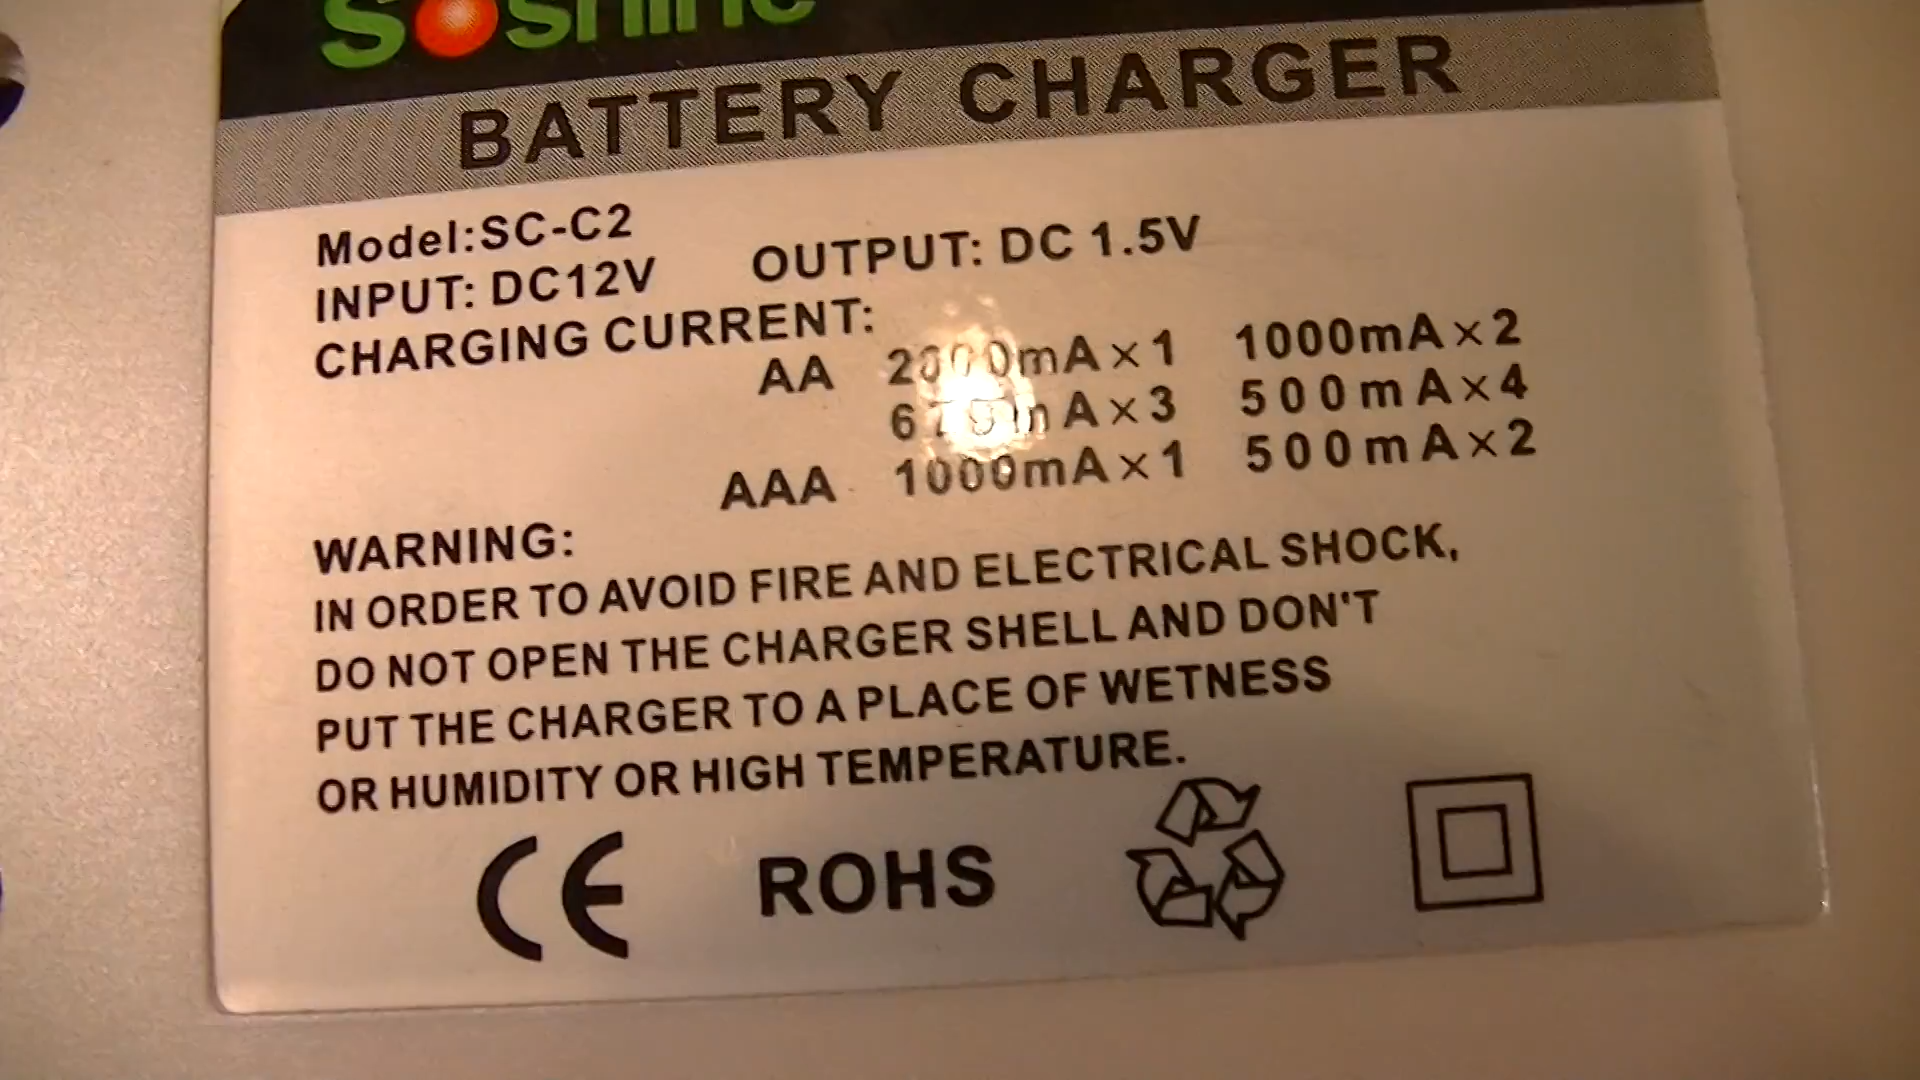 Soshine
BATTERY CHARGER
Model:SC-C2
INPUT: DC12V OUTPUT: DC 1.5V
CHARGING CURRENT:
AA 2000mA×1 1000mA×2
×3 500mA×4
AAA 1000mA×1 500mA×2
WARNING:
IN ORDER TO AVOID FIRE AND ELECTRICAL SHOCK,
DO NOT OPEN THE CHARGER SHELL AND DON'T
PUT THE CHARGER TO A PLACE OF WETNESS
OR HUMIDITY OR HIGH TEMPERATURE.
CE ROHS